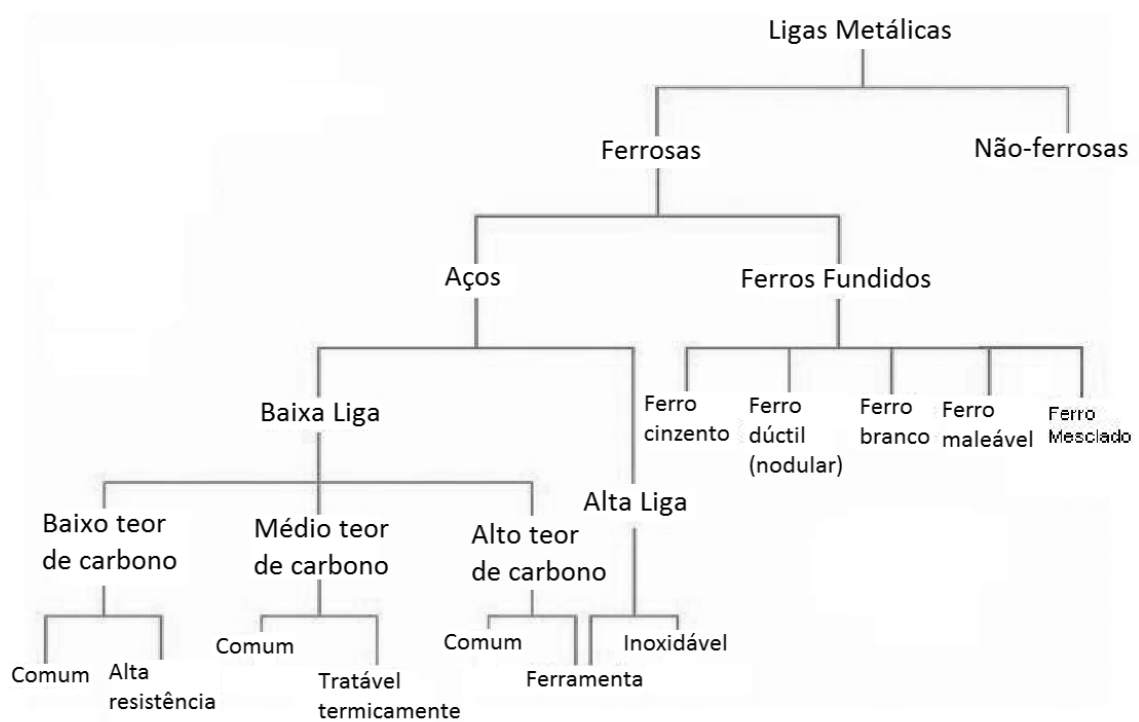 Ligas Metálicas
Ferrosas
Não-ferrosas
Aços
Ferros Fundidos
Baixa Liga
Alta Liga
Ferro
cinzento
Ferro
dúctil
(nodular)
Ferro
branco
Ferro
maleável
Ferro
Mesclado
Baixo teor
de carbono
Médio teor
de carbono
Alto teor
de carbono
Comum
Alta
resistência
Comum
Tratável
termicamente
Comum
Ferramenta
Inoxidável